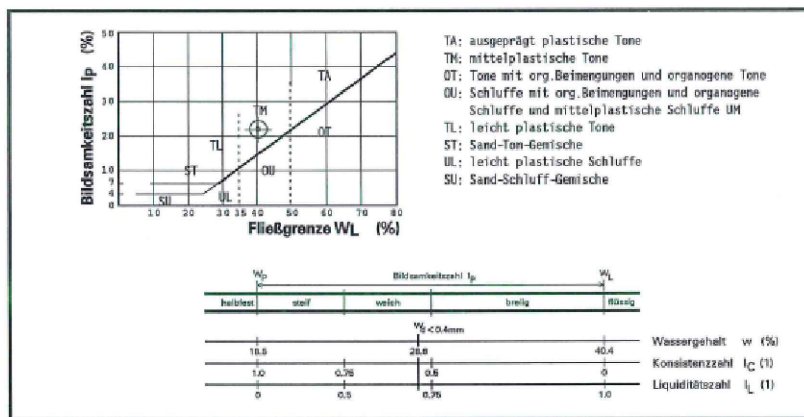 Bildsamkeitszahl Ip (%)
50
40
30
20
10
4
0
TA
TM
TL
OT
ST
OU
SU
UL
10 20 30 35 40 50 60 70 80
Fließgrenze WL (%)
TA: ausgeprägt plastische Tone
TM: mittelplastische Tone
OT: Tone mit org.Beimengungen und organogene Tone
OU: Schluffe mit org.Beimengungen und organogene
Schluffe und mittelplastische Schluffe UM
TL: leicht plastische Tone
ST: Sand-Ton-Gemische
UL: leicht plastische Schluffe
SU: Sand-Schluff-Gemische
Wp Bildsamkeitszahl Ip WL
halbfest steif weich breiig flüssig
W S<0.4mm
Wassergehalt w (%)
18.5 40.4
Konsistenzzahl IC (1)
1.0 0.75 0.5 0
Liquiditätszahl IL (1)
0 0.5 0.75 1.0